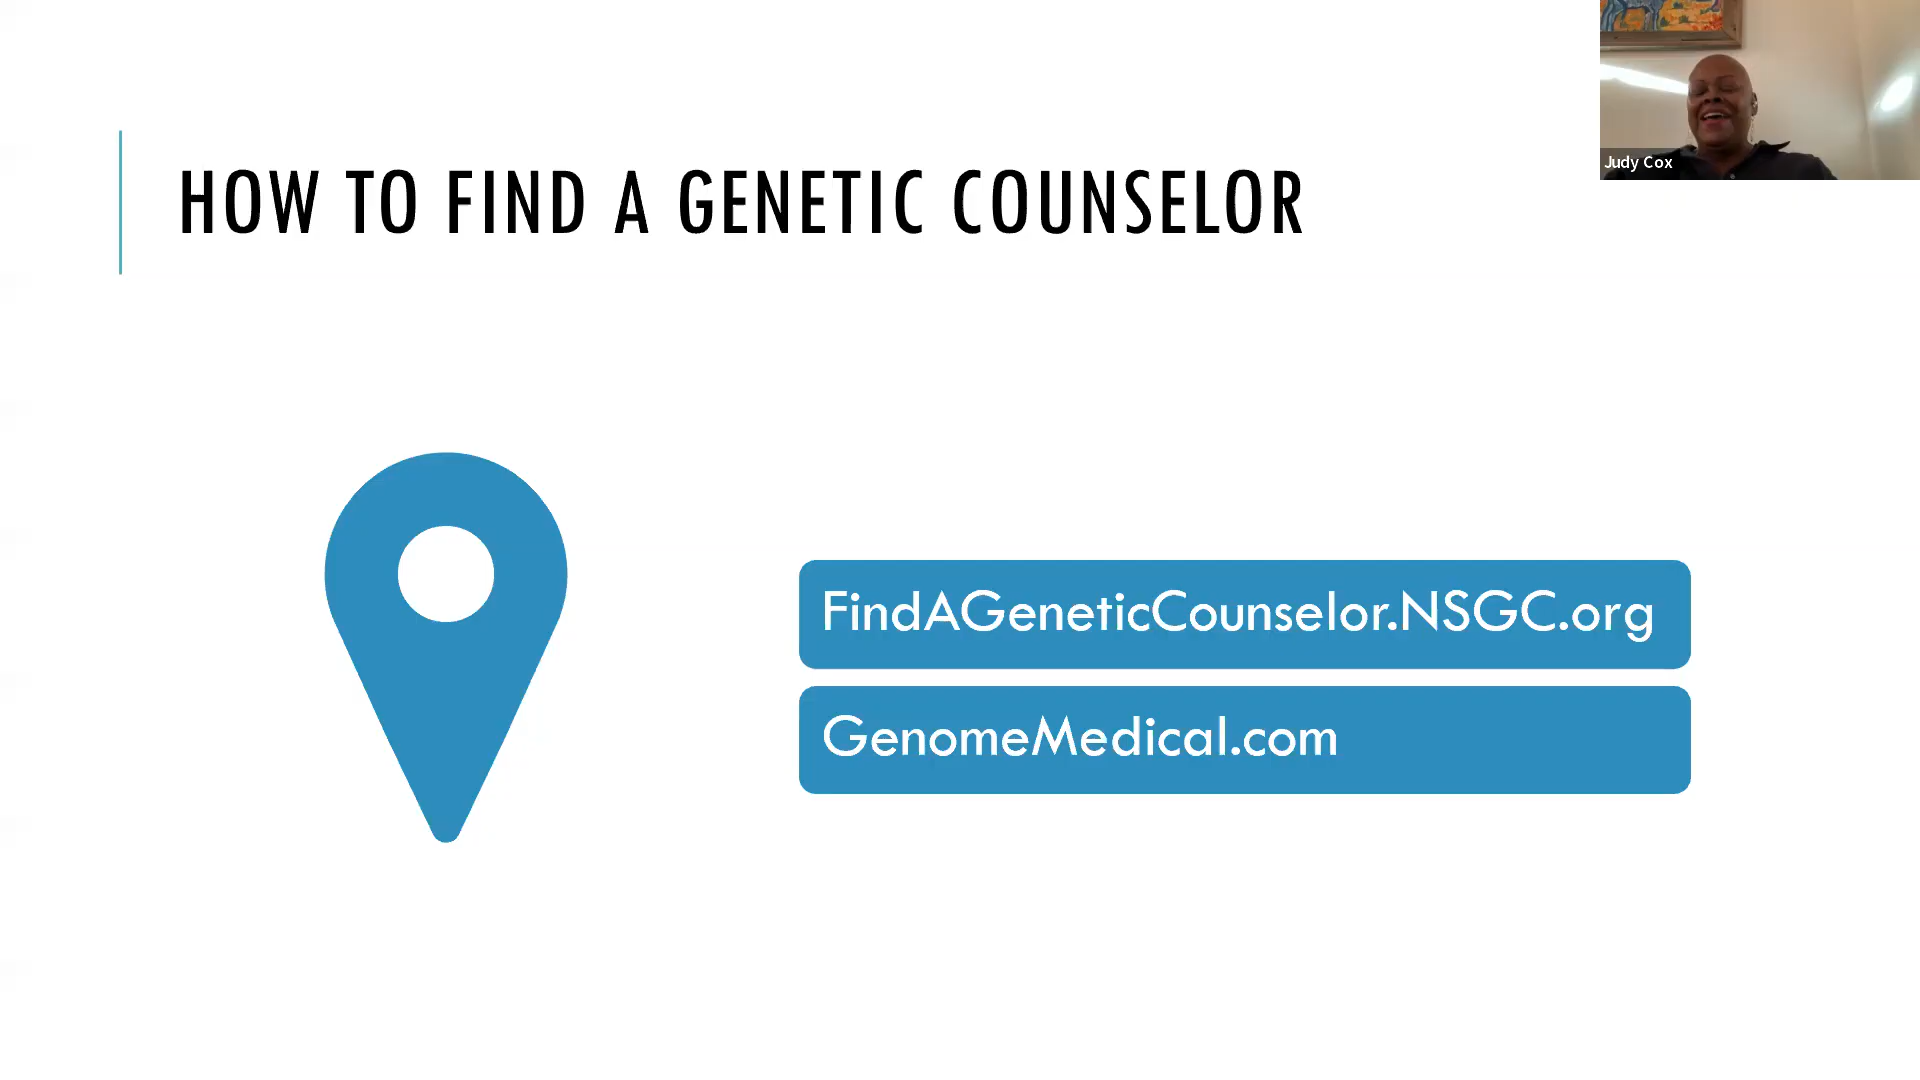 HOW TO FIND A GENETIC COUNSELOR
Judy Cox
FindAGeneticCounselor.NSGC.org
GenomeMedical.com